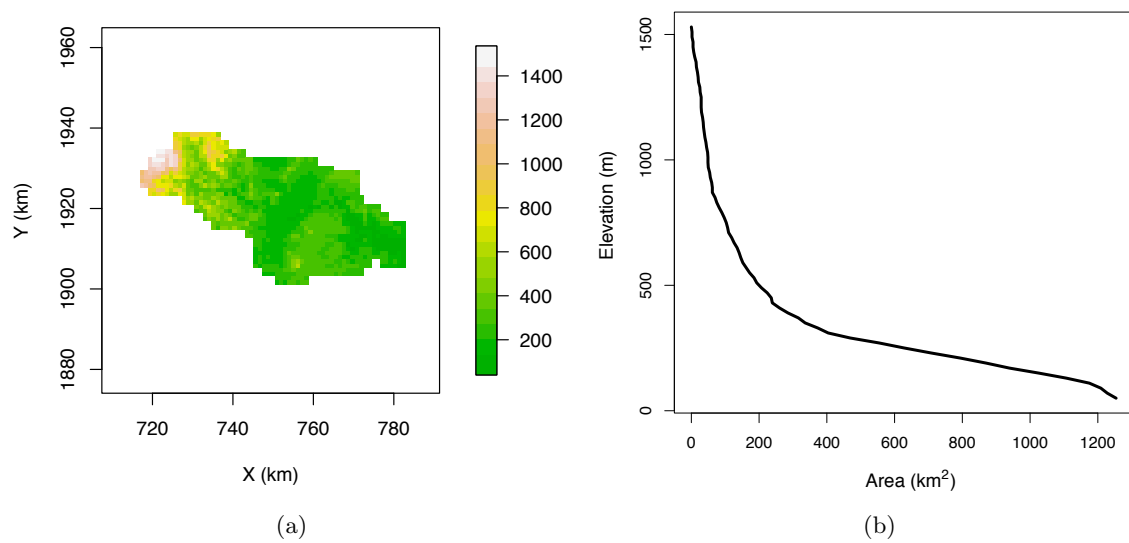 1880 1900 1920 1940 1960
Y (km)
720 740 760 780
X (km)
1400
1200
1000
800
600
400
200
(a)
0 500 1000 1500
Elevation (m)
0 200 400 600 800 1000 1200
Area (km²)
(b)